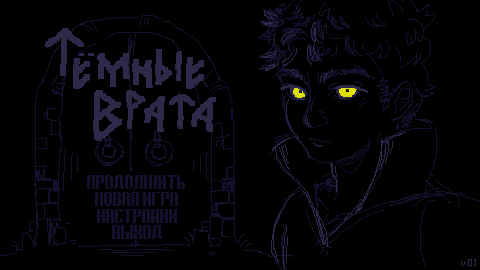 Тёмные
Врата
ПРОДОЛЖИТЬ
НОВАЯ ИГРА
НАСТРОЙКИ
ВЫХОД
v.0.1